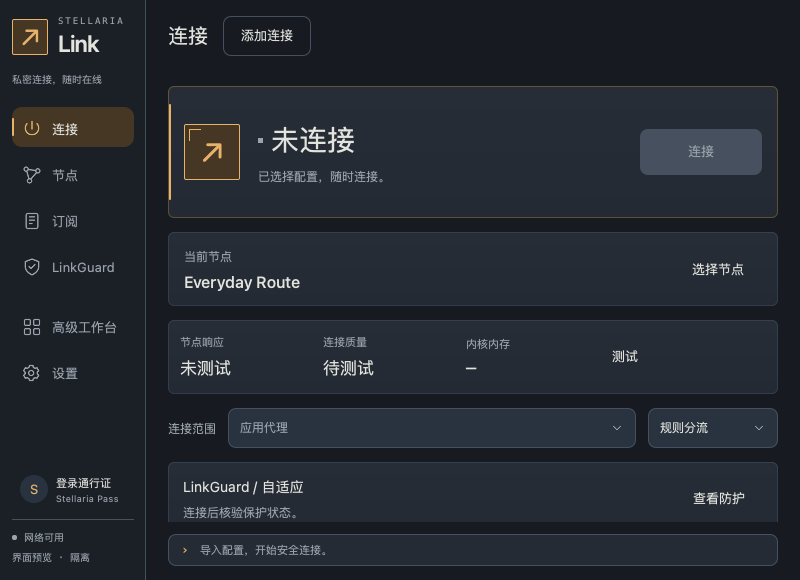 STELLARIA
Link
私密连接，随时在线
连接
节点
订阅
LinkGuard
高级工作台
设置
S
登录通行证
Stellaria Pass
网络可用
界面预览 · 隔离
连接
添加连接
未连接
已选择配置，随时连接。
连接
当前节点
Everyday Route
选择节点
节点响应
未测试
连接质量
待测试
内核内存
—
测试
连接范围
应用代理
规则分流
LinkGuard / 自适应
连接后核验保护状态。
查看防护
导入配置，开始安全连接。